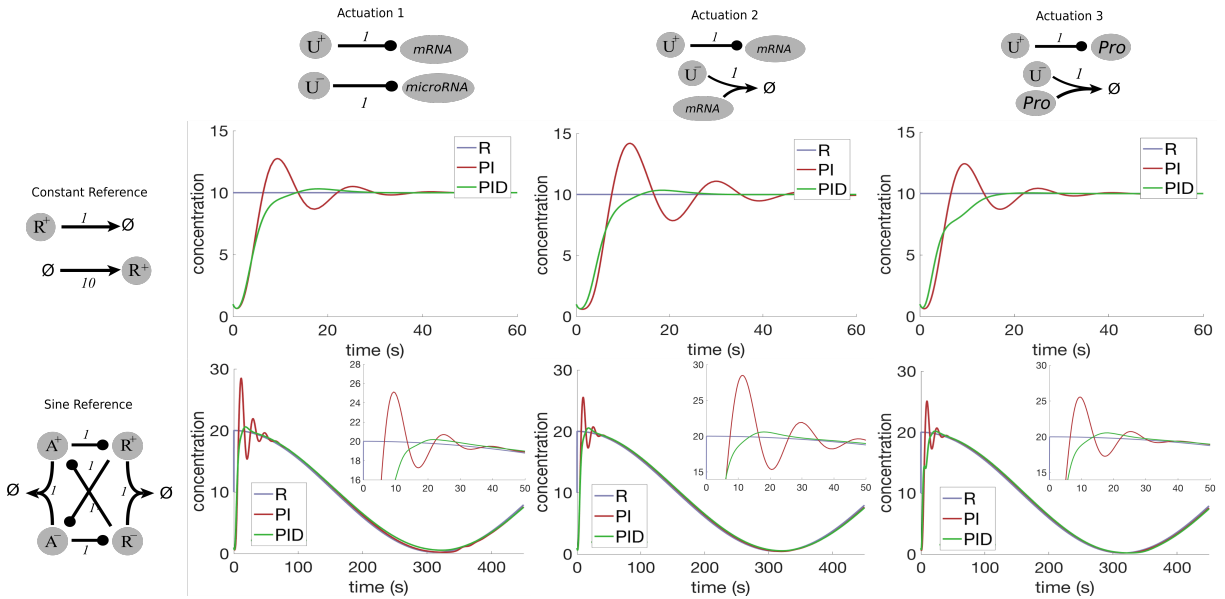 Actuation 1
U+ 1 mRNA
U− 1 microRNA
Actuation 2
U+ 1 mRNA
U− 1 Ø
mRNA
Actuation 3
U+ 1 Pro
U− 1 Ø
Pro
Constant Reference
R+ 1 Ø
Ø 10 R+
concentration
15
10
5
0
0 20 40 60
time (s)
R
PI
PID
concentration
15
10
5
0
0 20 40 60
time (s)
R
PI
PID
concentration
15
10
5
0
0 20 40 60
time (s)
R
PI
PID
Sine Reference
A+ 1 R+
Ø 1 1 1 1 Ø
A− 1 R−
concentration
30
20
10
0
0 100 200 300 400
time (s)
R
PI
PID
28
26
24
22
20
18
16
0 10 20 30 40 50
concentration
30
20
10
0
0 100 200 300 400
time (s)
R
PI
PID
30
25
20
15
0 10 20 30 40 50
concentration
30
20
10
0
0 100 200 300 400
time (s)
R
PI
PID
30
25
20
15
0 10 20 30 40 50